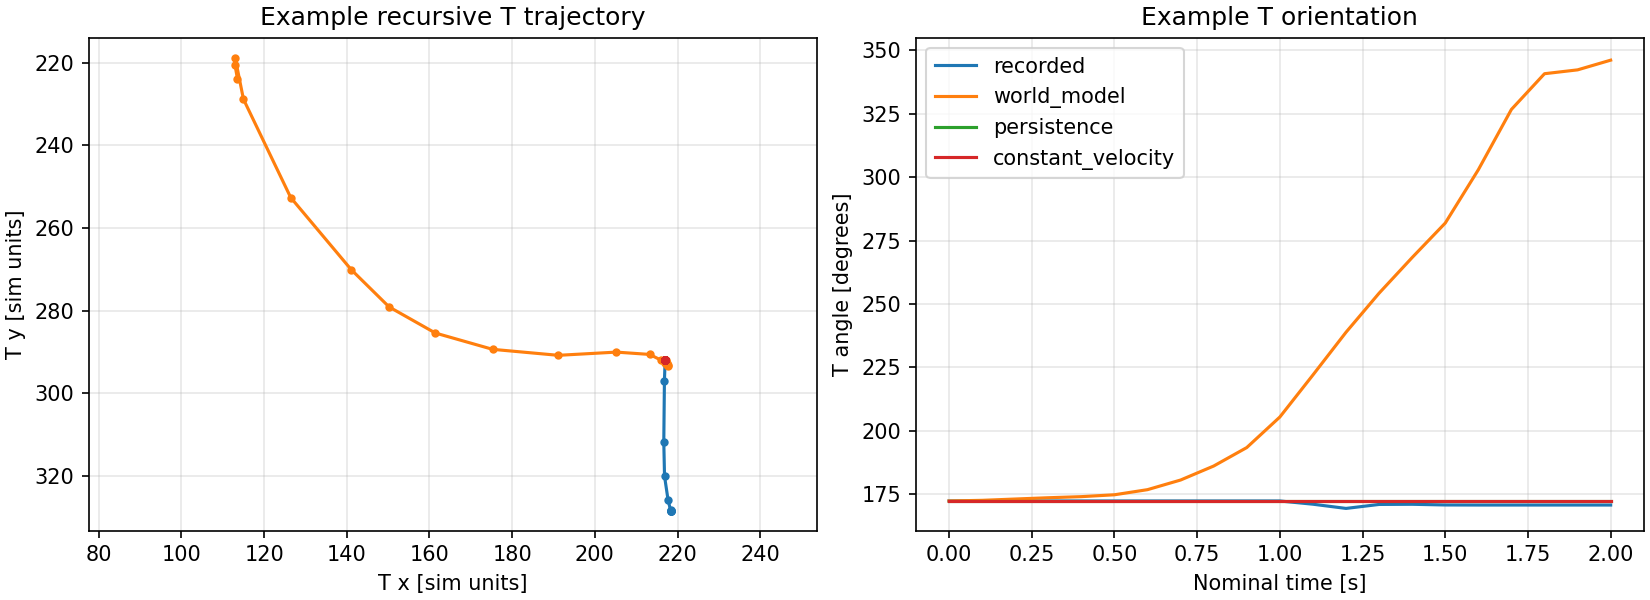 Example recursive T trajectory
220
240
260
280
300
320
T y [sim units]
80 100 120 140 160 180 200 220 240
T x [sim units]
Example T orientation
recorded
world_model
persistence
constant_velocity
350
325
300
275
250
225
200
175
T angle [degrees]
0.00 0.25 0.50 0.75 1.00 1.25 1.50 1.75 2.00
Nominal time [s]